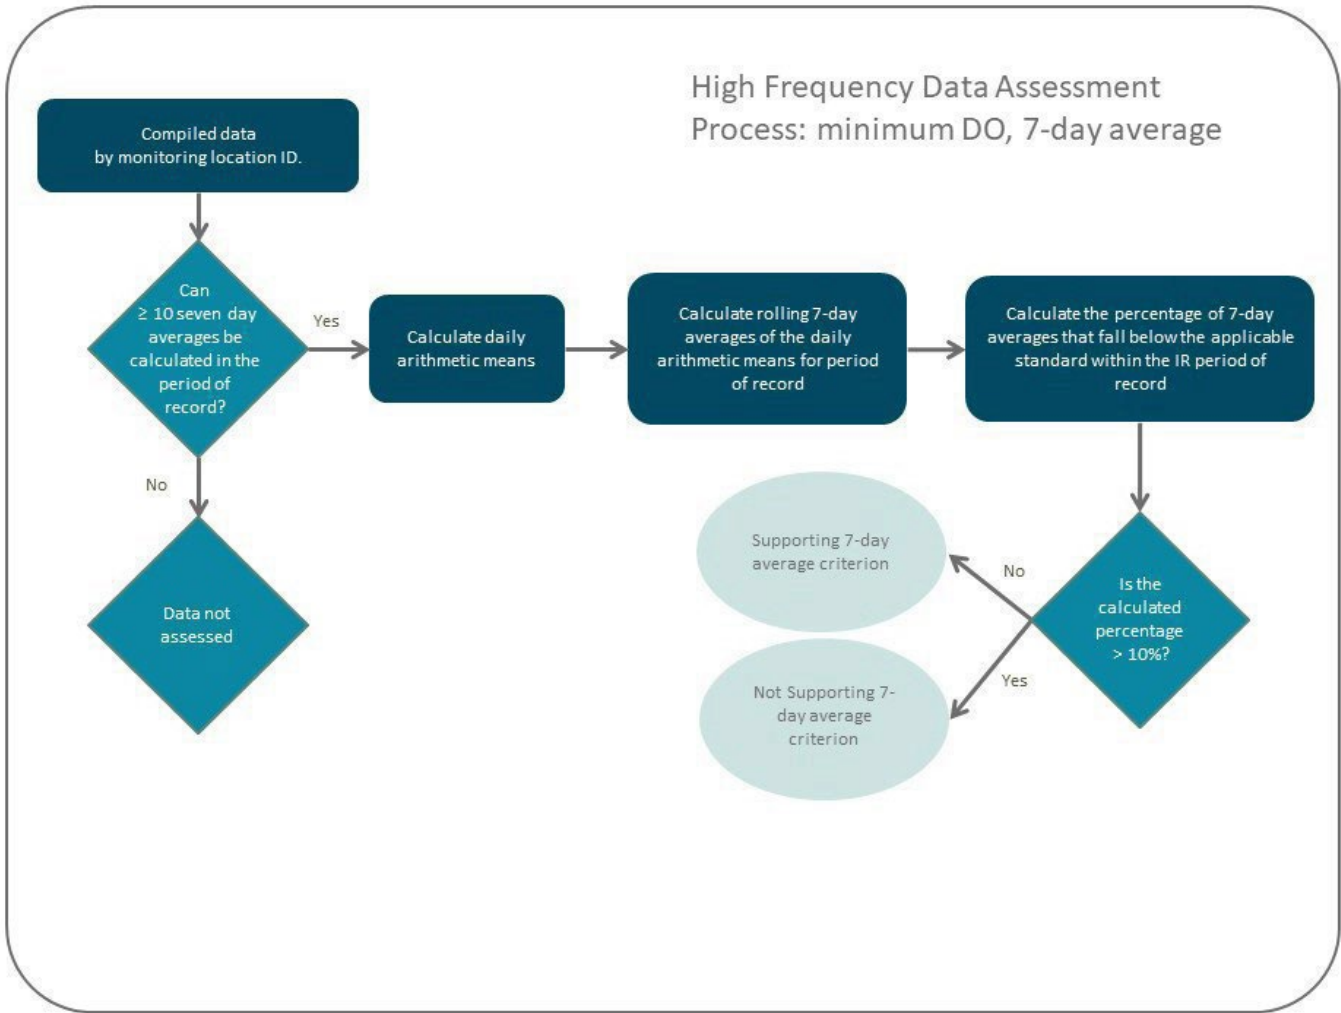 High Frequency Data Assessment
Process: minimum DO, 7-day average
Compiled data
by monitoring location ID.
Can
≥ 10 seven day
averages be
calculated in the
period of
record?
Yes
Calculate daily
arithmetic means
Calculate rolling 7-day
averages of the daily
arithmetic means for period
of record
Calculate the percentage of 7-day
averages that fall below the applicable
standard within the IR period of
record
No
Data not
assessed
Is the
calculated
percentage
> 10%?
No
Supporting 7-day
average criterion
Yes
Not Supporting 7-
day average
criterion